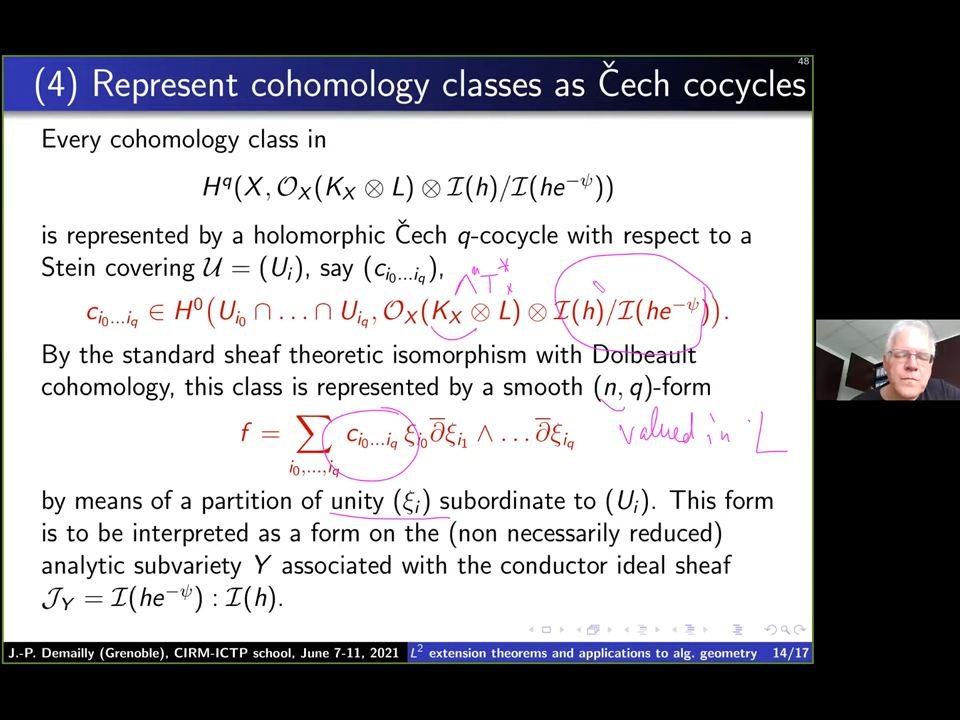 48
(4) Represent cohomology classes as Čech cocycles
Every cohomology class in
H^q(X, 𝒪_X(K_X ⊗ L) ⊗ ℐ(h)/ℐ(he^{−ψ}))
is represented by a holomorphic Čech q-cocycle with respect to a
Stein covering 𝒰 = (U_i), say (c_{i_0...i_q}),
Λ^n T^*_X
c_{i_0...i_q} ∈ H^0(U_{i_0} ∩ ... ∩ U_{i_q}, 𝒪_X(K_X ⊗ L) ⊗ ℐ(h)/ℐ(he^{−ψ})).
By the standard sheaf theoretic isomorphism with Dolbeault
cohomology, this class is represented by a smooth (n, q)-form
f = ∑_{i_0,...,i_q} c_{i_0...i_q} ξ_{i_0} ∂̄ξ_{i_1} ∧ ... ∂̄ξ_{i_q} valued in L
by means of a partition of unity (ξ_i) subordinate to (U_i). This form
is to be interpreted as a form on the (non necessarily reduced)
analytic subvariety Y associated with the conductor ideal sheaf
𝒥_Y = ℐ(he^{−ψ}) : ℐ(h).
J.-P. Demailly (Grenoble), CIRM-ICTP school, June 7-11, 2021 L² extension theorems and applications to alg. geometry 14/17